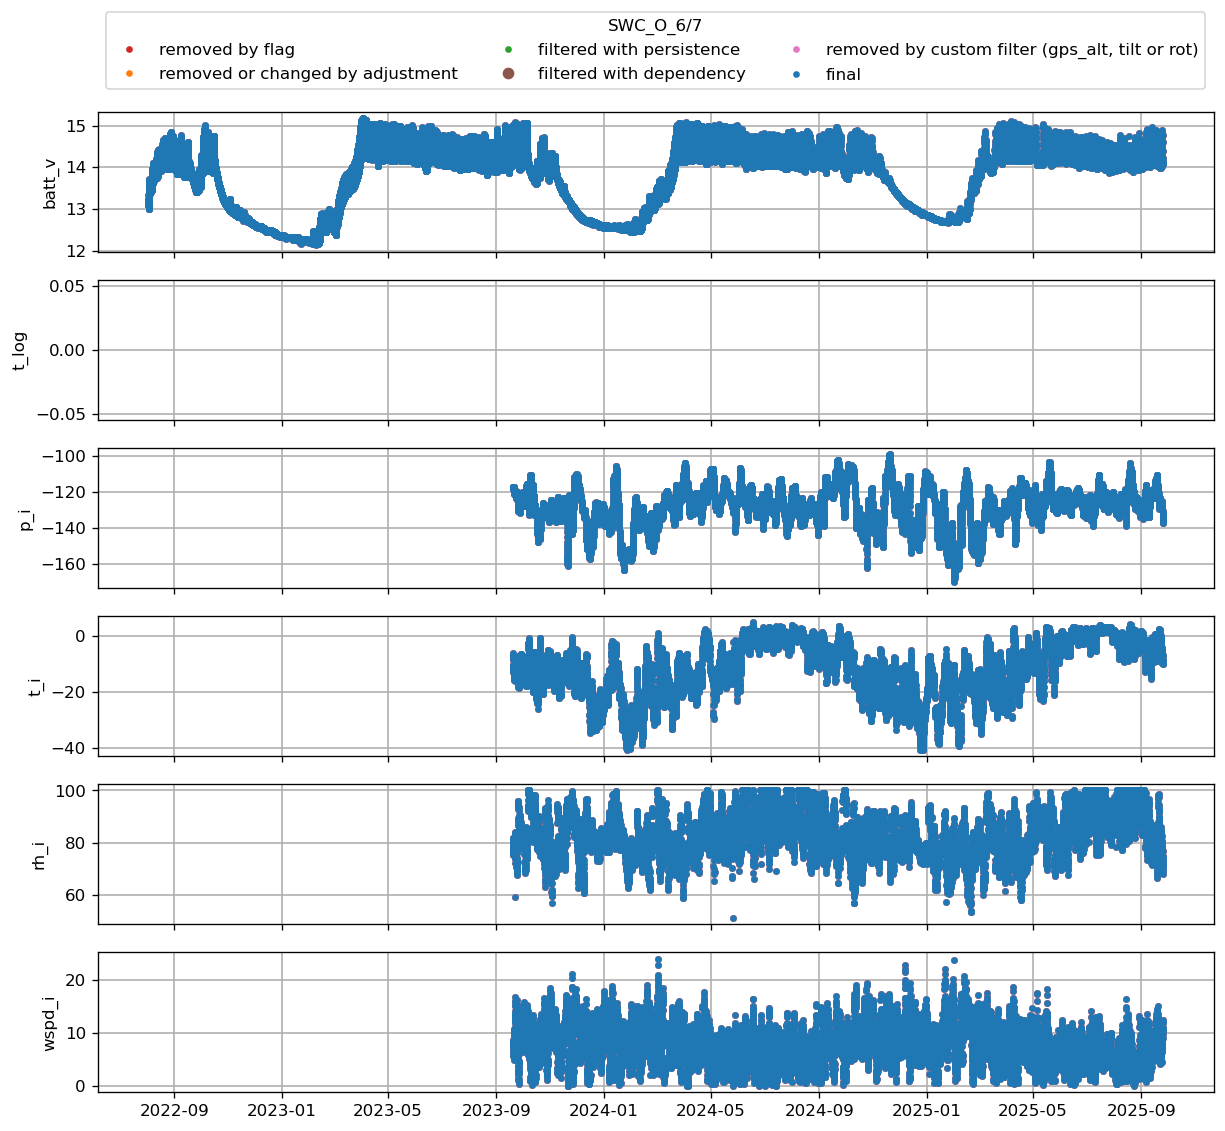 SWC_O_6/7
removed by flag
filtered with persistence
removed by custom filter (gps_alt, tilt or rot)
removed or changed by adjustment
filtered with dependency
final
batt_v
15
14
13
12
t_log
0.05
0.00
−0.05
p_i
−100
−120
−140
−160
t_i
0
−20
−40
rh_i
100
80
60
wspd_i
20
10
0
2022-09
2023-01
2023-05
2023-09
2024-01
2024-05
2024-09
2025-01
2025-05
2025-09